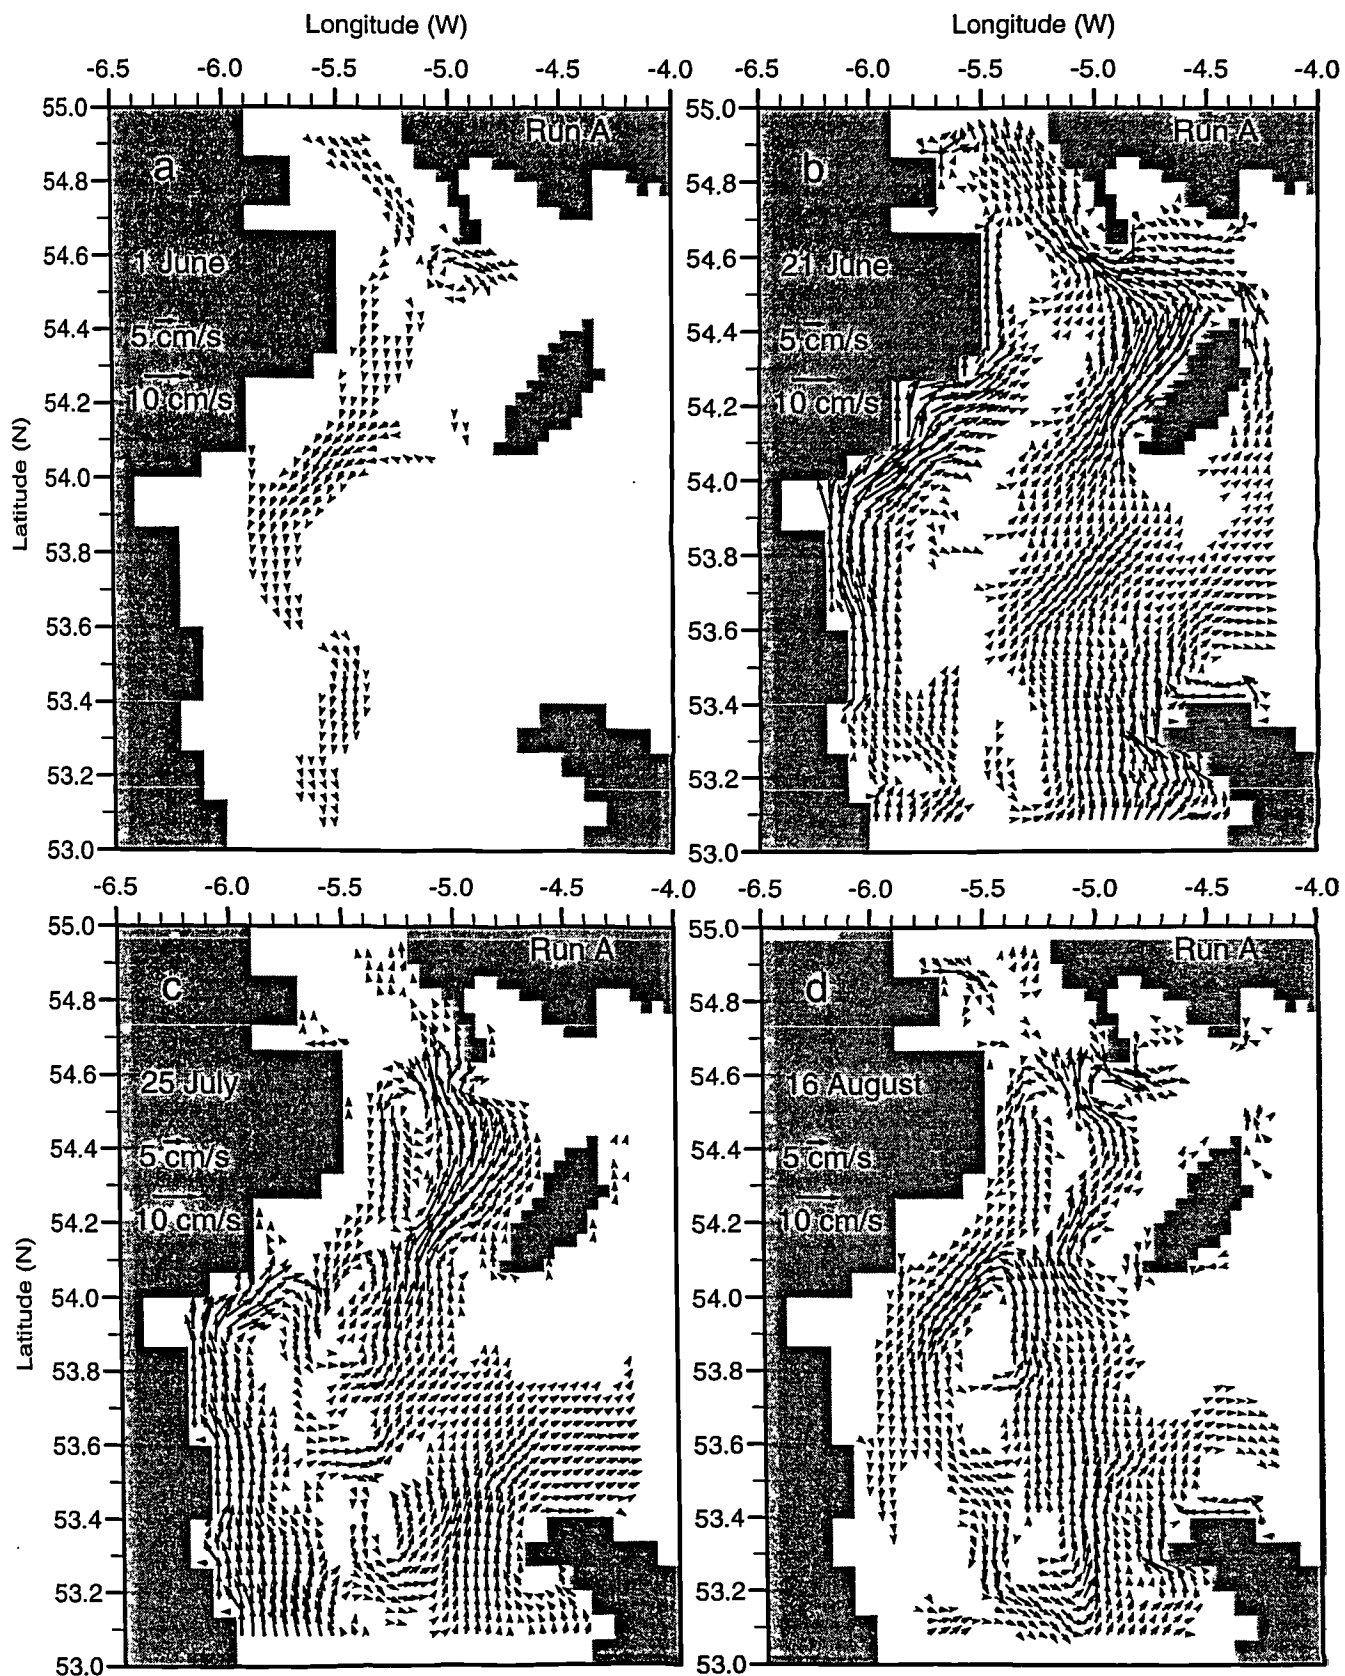 Longitude (W) Longitude (W)
-6.5 -6.0 -5.5 -5.0 -4.5 -4.0 -6.5 -6.0 -5.5 -5.0 -4.5 -4.0
55.0 55.0
Run A Run A
a b
54.8 54.8
54.6 1 June 54.6 21 June
54.4 54.4
5 cm/s 5 cm/s
54.2 10 cm/s 54.2 10 cm/s
Latitude (N)
54.0 54.0
53.8 53.8
53.6 53.6
53.4 53.4
53.2 53.2
53.0 53.0
-6.5 -6.0 -5.5 -5.0 -4.5 -4.0 -6.5 -6.0 -5.5 -5.0 -4.5 -4.0
55.0 55.0
Run A Run A
c d
54.8 54.8
54.6 25 July 54.6 16 August
54.4 54.4
5 cm/s 5 cm/s
54.2 10 cm/s 54.2 10 cm/s
Latitude (N)
54.0 54.0
53.8 53.8
53.6 53.6
53.4 53.4
53.2 53.2
53.0 53.0